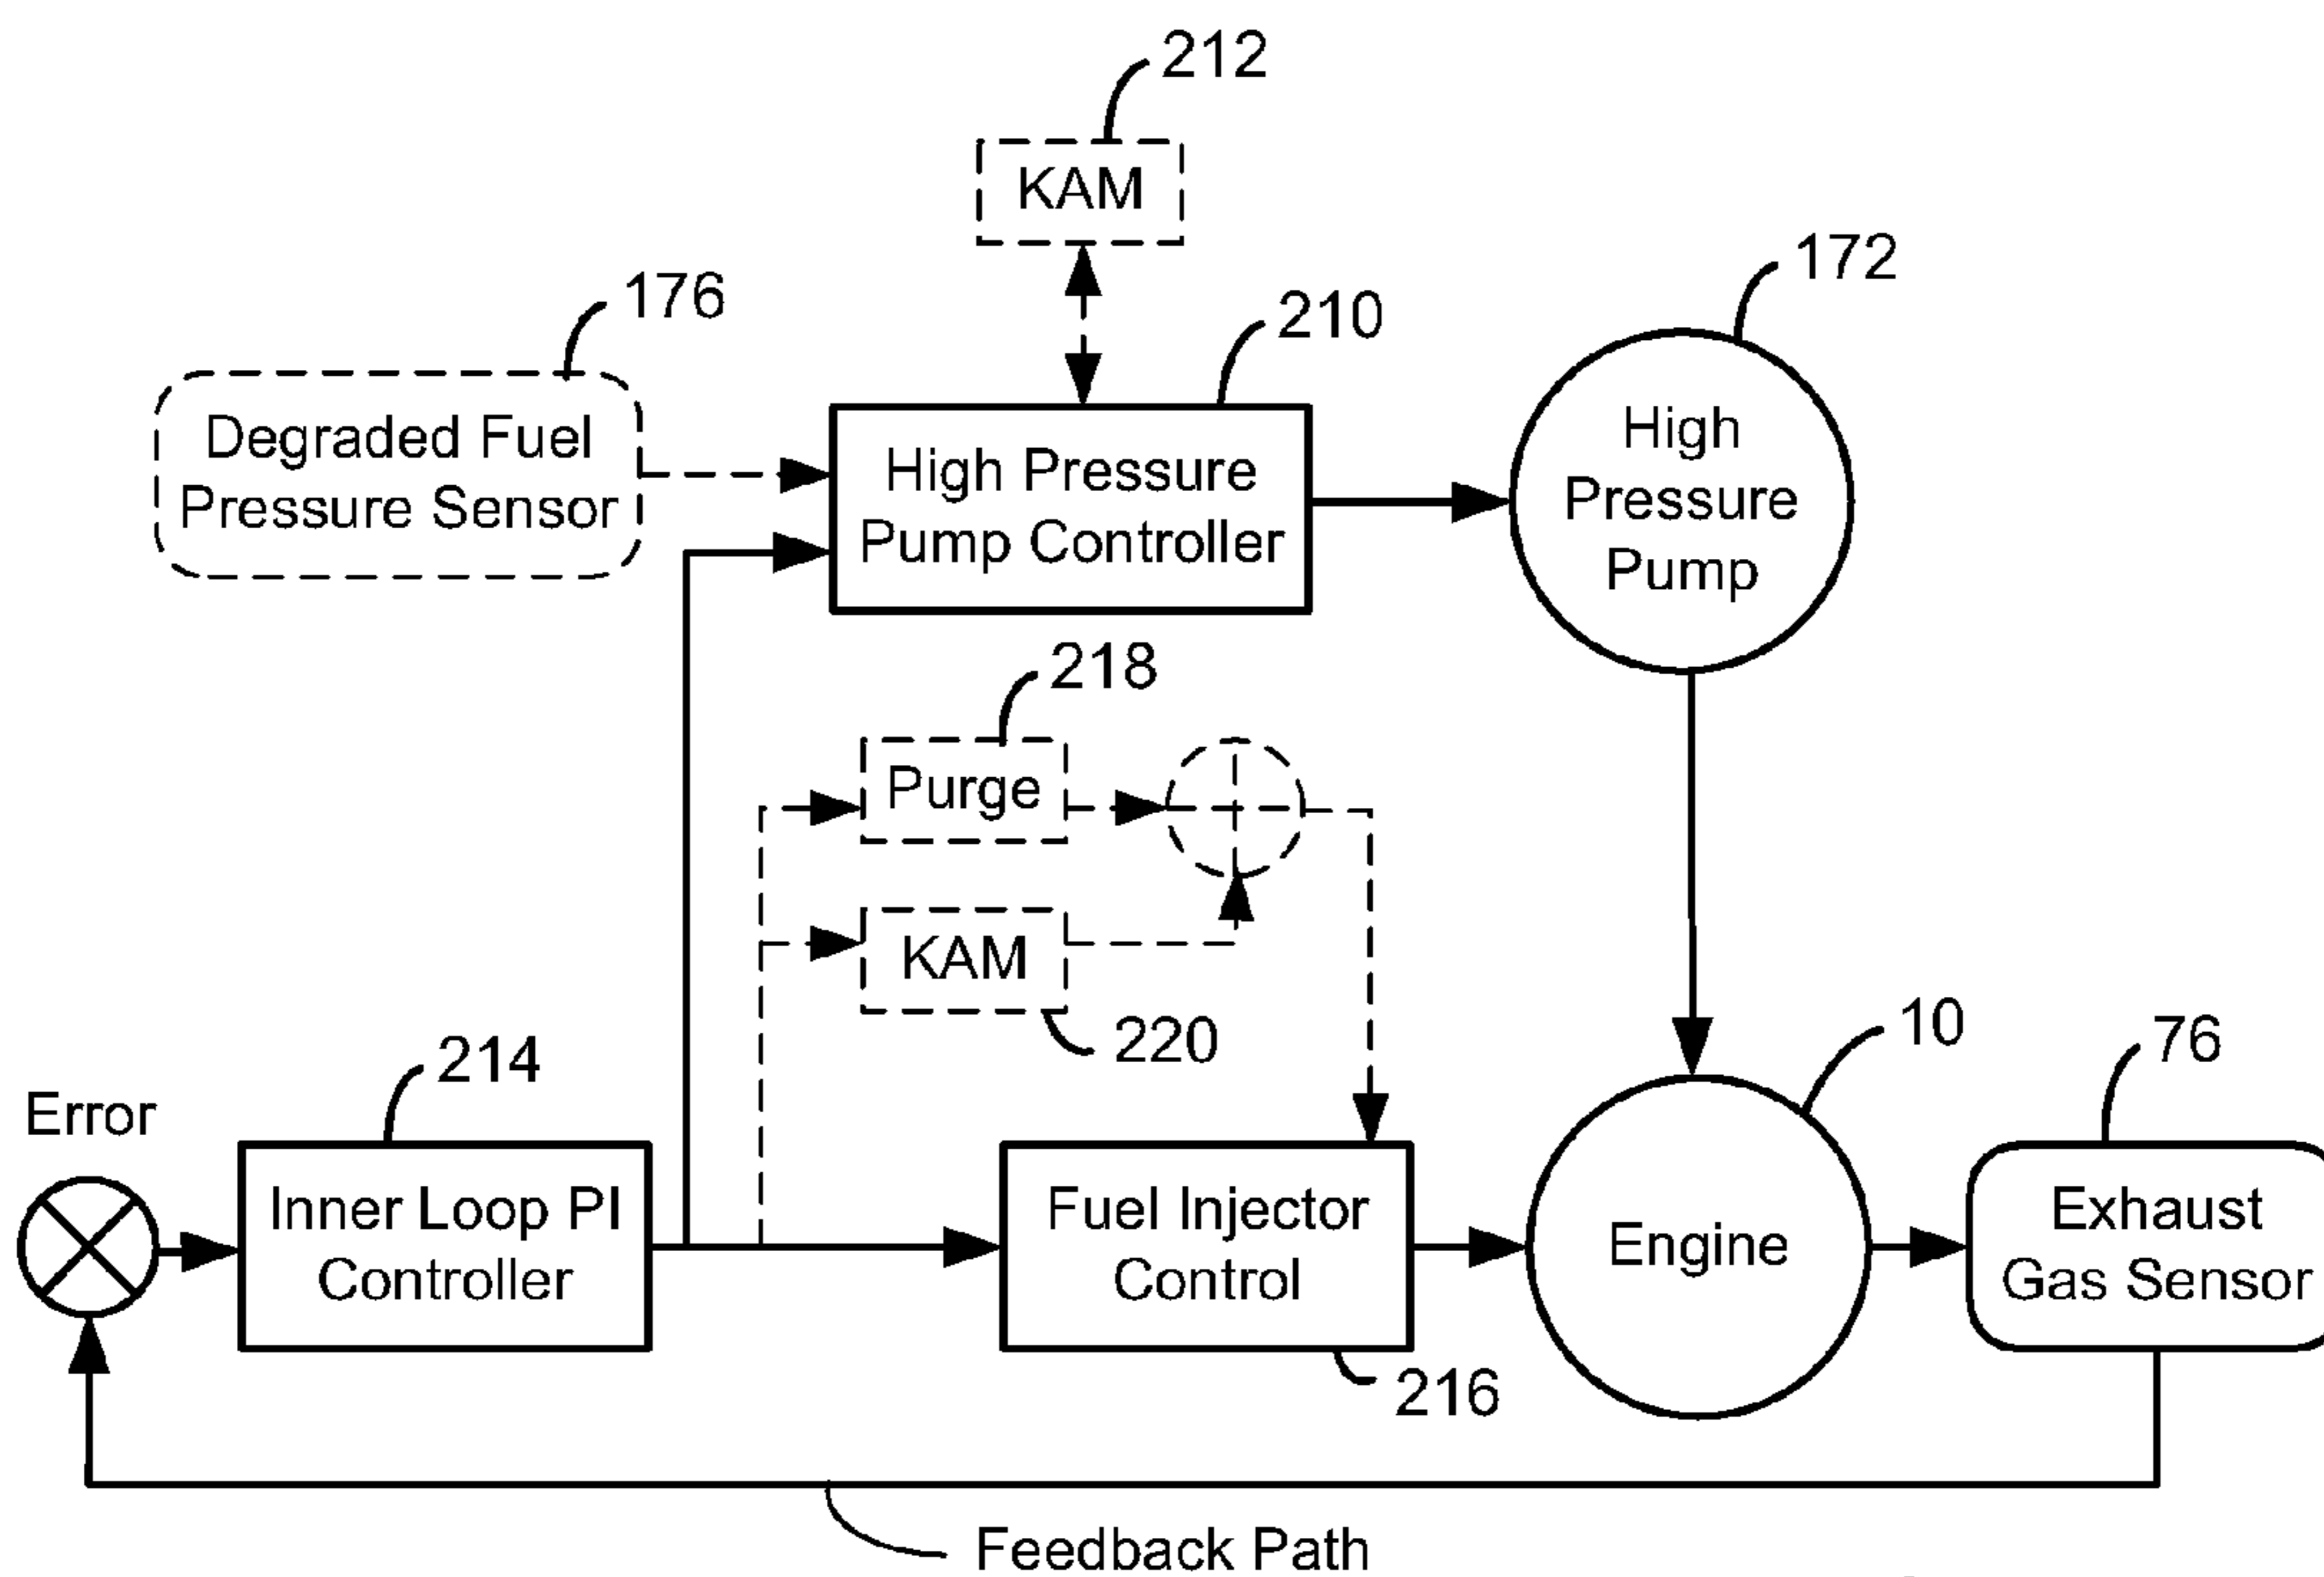 212
KAM
172
176
210
Degraded Fuel
Pressure Sensor
High Pressure
Pump Controller
High
Pressure
Pump
218
Purge
KAM
220
10
76
214
Error
Inner Loop PI
Controller
Fuel Injector
Control
Engine
Exhaust
Gas Sensor
216
Feedback Path